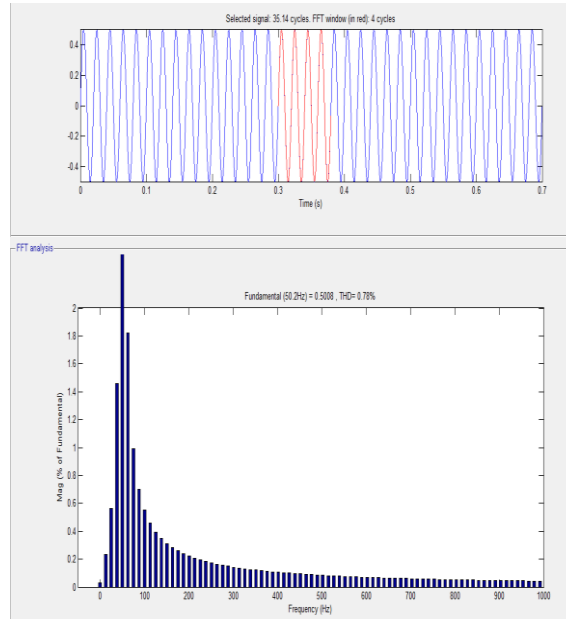 Selected signal: 35.14 cycles. FFT window (in red): 4 cycles
0.4
0.2
0
-0.2
-0.4
0 0.1 0.2 0.3 0.4 0.5 0.6 0.7
Time (s)
FFT analysis
Fundamental (50.2Hz) = 0.5008 , THD= 0.78%
Mag (% of Fundamental)
2
1.8
1.6
1.4
1.2
1
0.8
0.6
0.4
0.2
0
0 100 200 300 400 500 600 700 800 900 1000
Frequency (Hz)